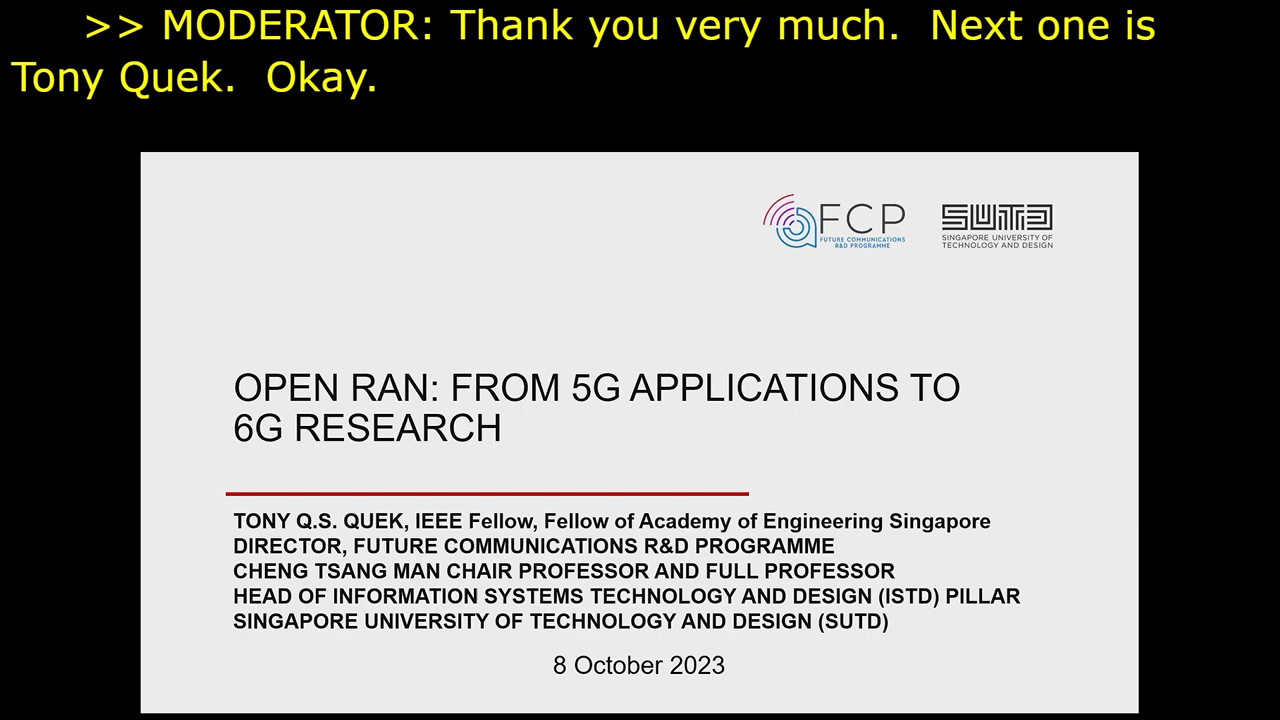 >> MODERATOR: Thank you very much.  Next one is
Tony Quek.  Okay.
FCP
FUTURE COMMUNICATIONS
R&D PROGRAMME
SUTD
SINGAPORE UNIVERSITY OF
TECHNOLOGY AND DESIGN
OPEN RAN: FROM 5G APPLICATIONS TO
6G RESEARCH
TONY Q.S. QUEK, IEEE Fellow, Fellow of Academy of Engineering Singapore
DIRECTOR, FUTURE COMMUNICATIONS R&D PROGRAMME
CHENG TSANG MAN CHAIR PROFESSOR AND FULL PROFESSOR
HEAD OF INFORMATION SYSTEMS TECHNOLOGY AND DESIGN (ISTD) PILLAR
SINGAPORE UNIVERSITY OF TECHNOLOGY AND DESIGN (SUTD)
8 October 2023